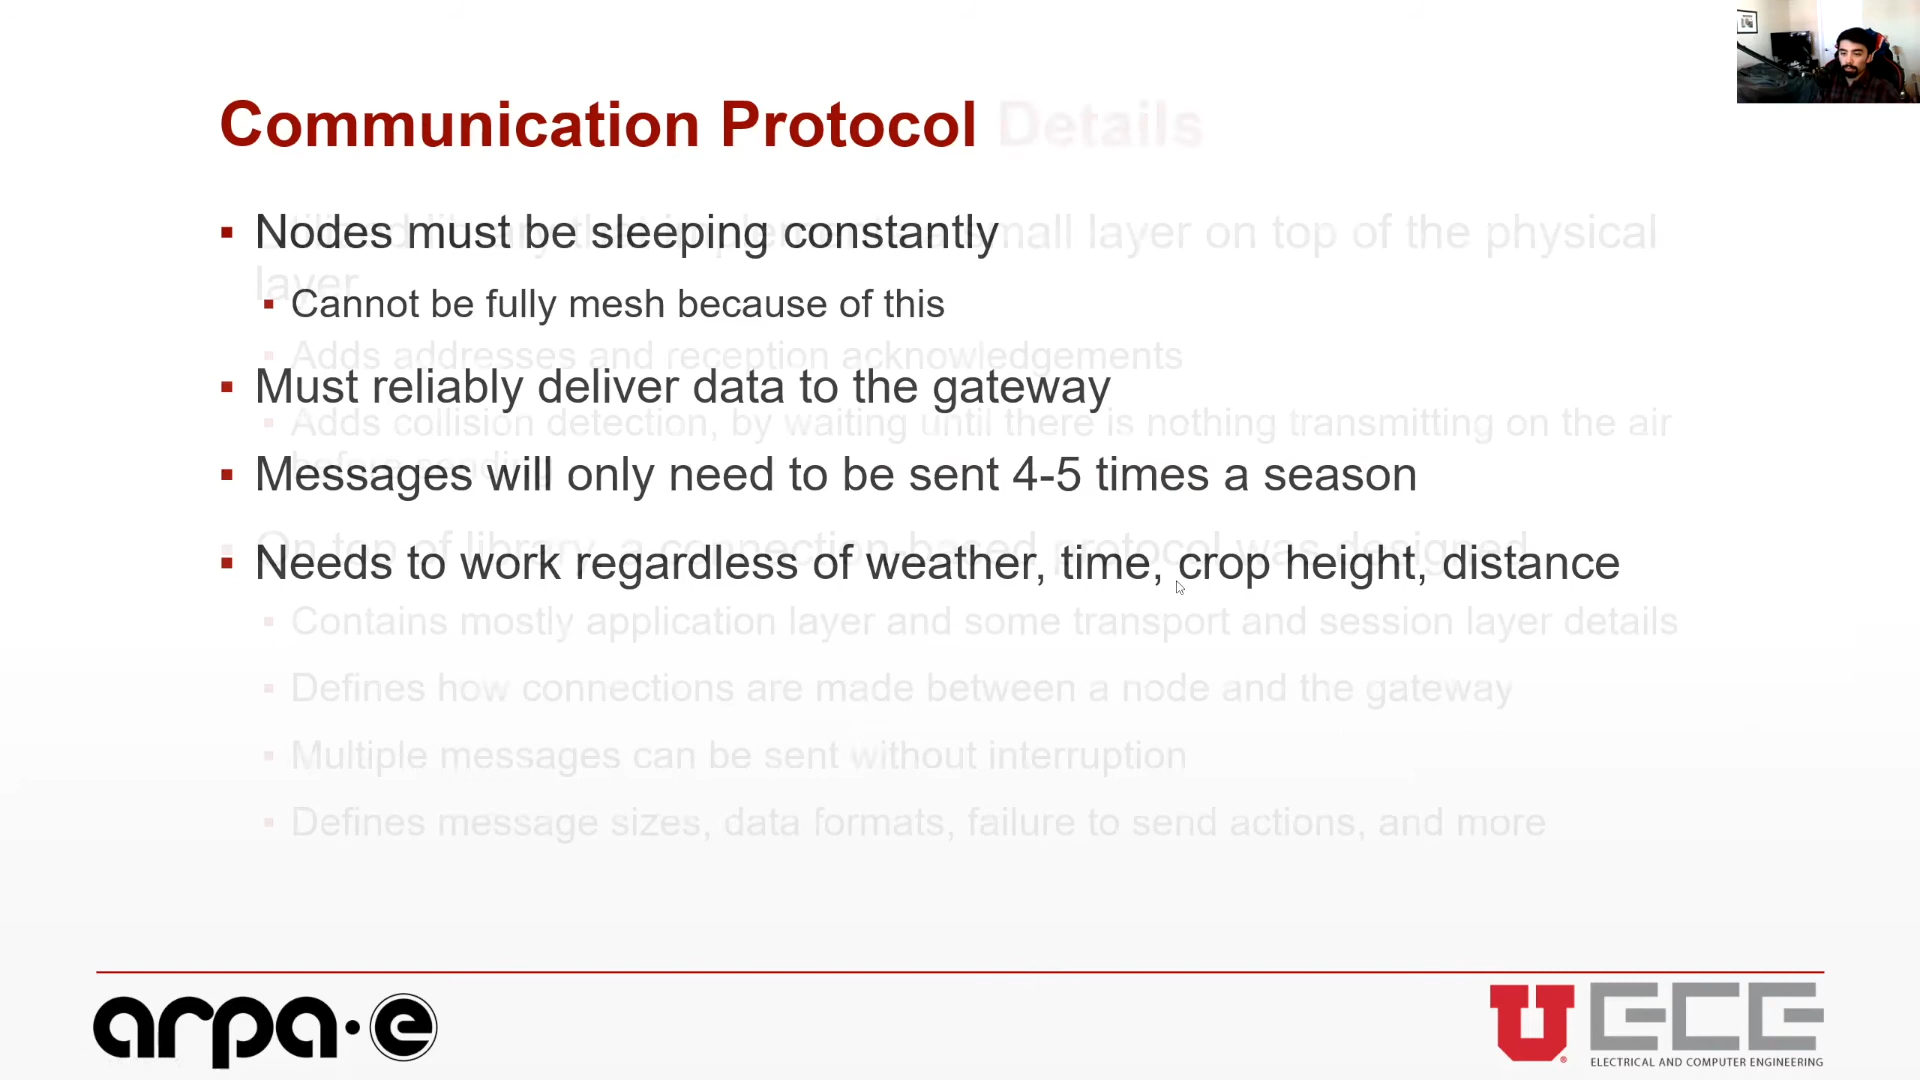 Communication Protocol Details
▪ Nodes must be sleeping constantly
small layer on top of the physical
layer
▪ Cannot be fully mesh because of this
▪ Adds addresses and reception acknowledgements
▪ Must reliably deliver data to the gateway
▪ Adds collision detection, by waiting until there is nothing transmitting on the air
before sending
▪ Messages will only need to be sent 4-5 times a season
▪ On top of library, a connection-based protocol was designed
▪ Needs to work regardless of weather, time, crop height, distance
▪ Contains mostly application layer and some transport and session layer details
▪ Defines how connections are made between a node and the gateway
▪ Multiple messages can be sent without interruption
▪ Defines message sizes, data formats, failure to send actions, and more
arpa·e
U ECE
ELECTRICAL AND COMPUTER ENGINEERING